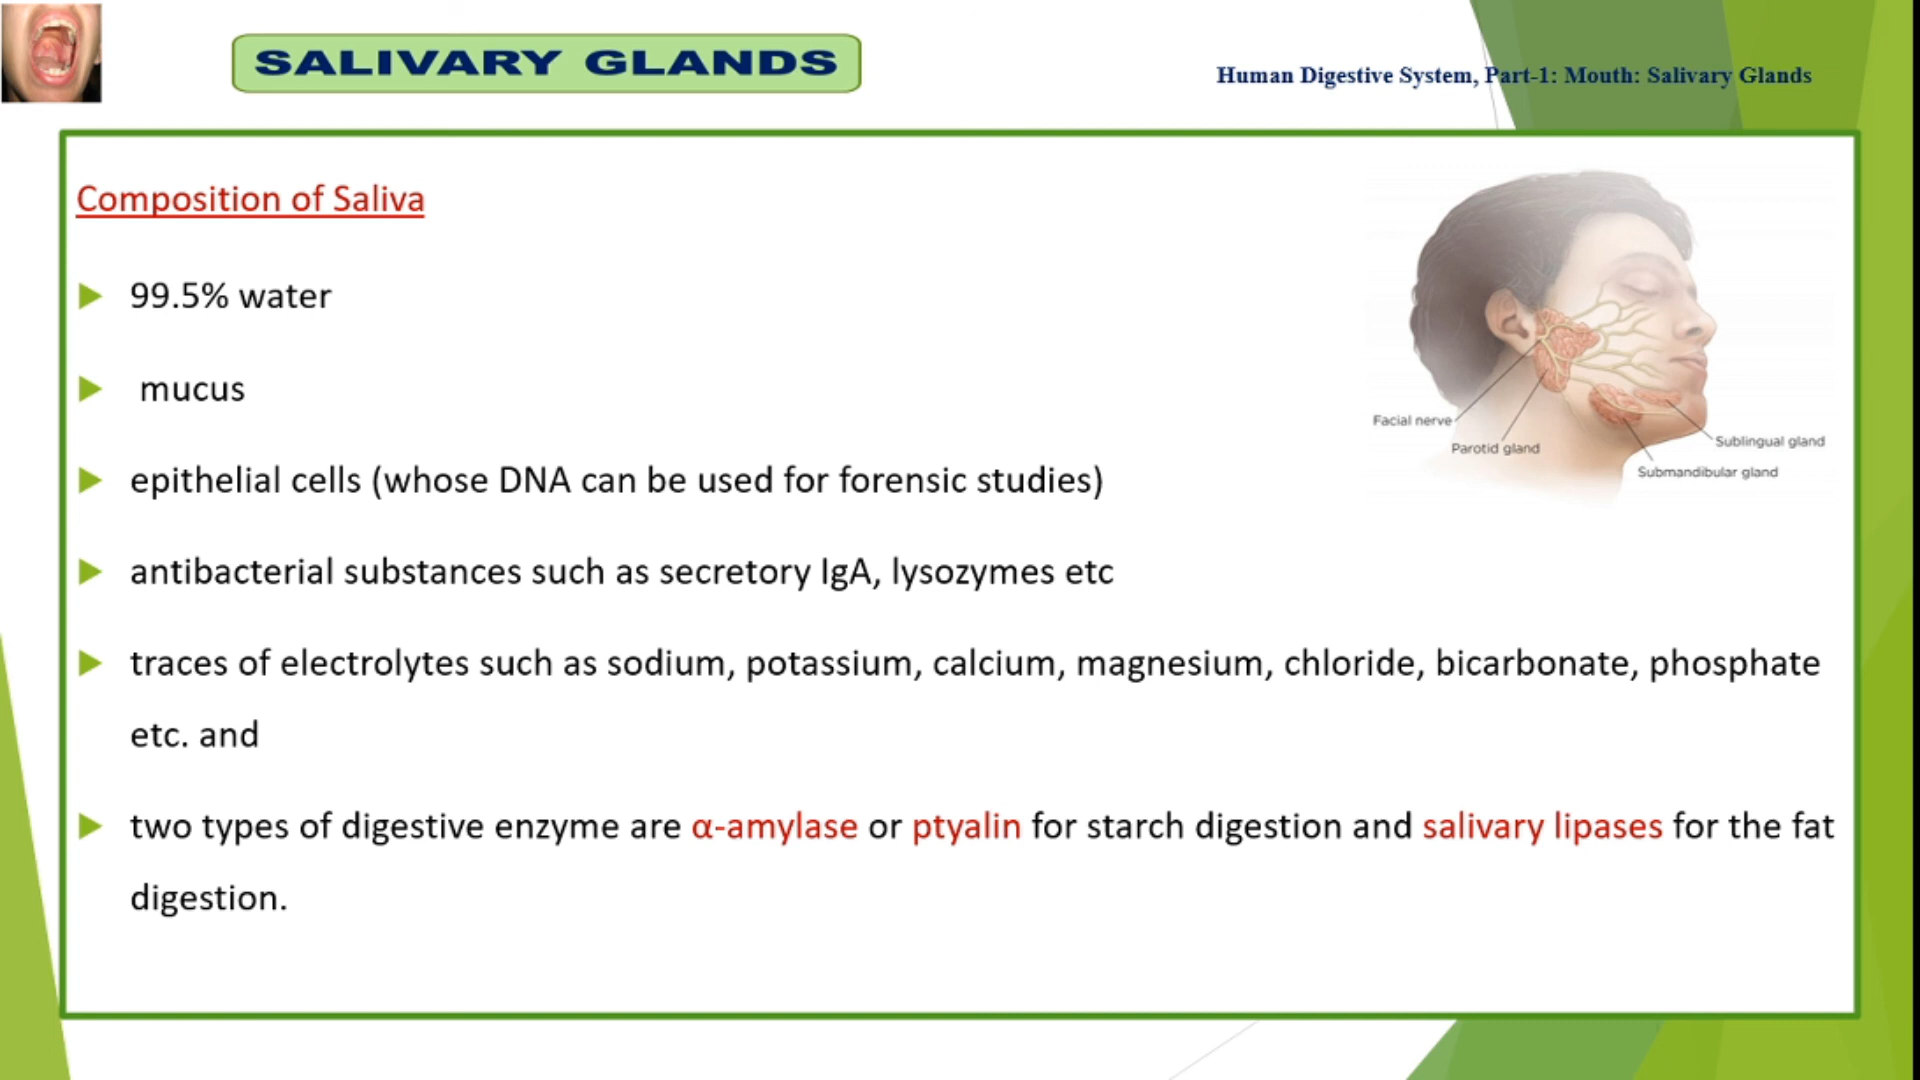 SALIVARY GLANDS
Human Digestive System, Part-1: Mouth: Salivary Glands
Composition of Saliva
99.5% water
mucus
epithelial cells (whose DNA can be used for forensic studies)
antibacterial substances such as secretory IgA, lysozymes etc
traces of electrolytes such as sodium, potassium, calcium, magnesium, chloride, bicarbonate, phosphate
etc. and
two types of digestive enzyme are α-amylase or ptyalin for starch digestion and salivary lipases for the fat
digestion.
Facial nerve
Parotid gland
Sublingual gland
Submandibular gland